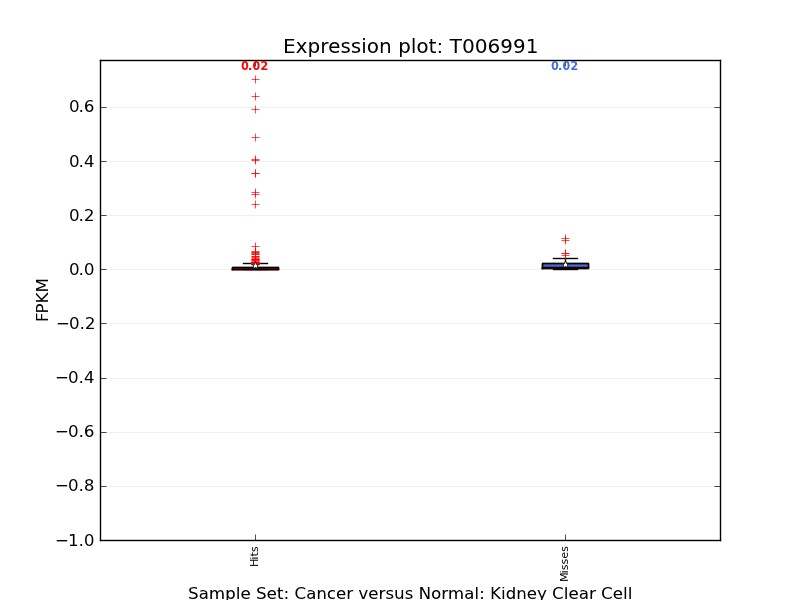 Expression plot: T006991
0.02
0.02
0.6
0.4
0.2
0.0
−0.2
−0.4
−0.6
−0.8
−1.0
FPKM
Hits
Misses
Sample Set: Cancer versus Normal: Kidney Clear Cell